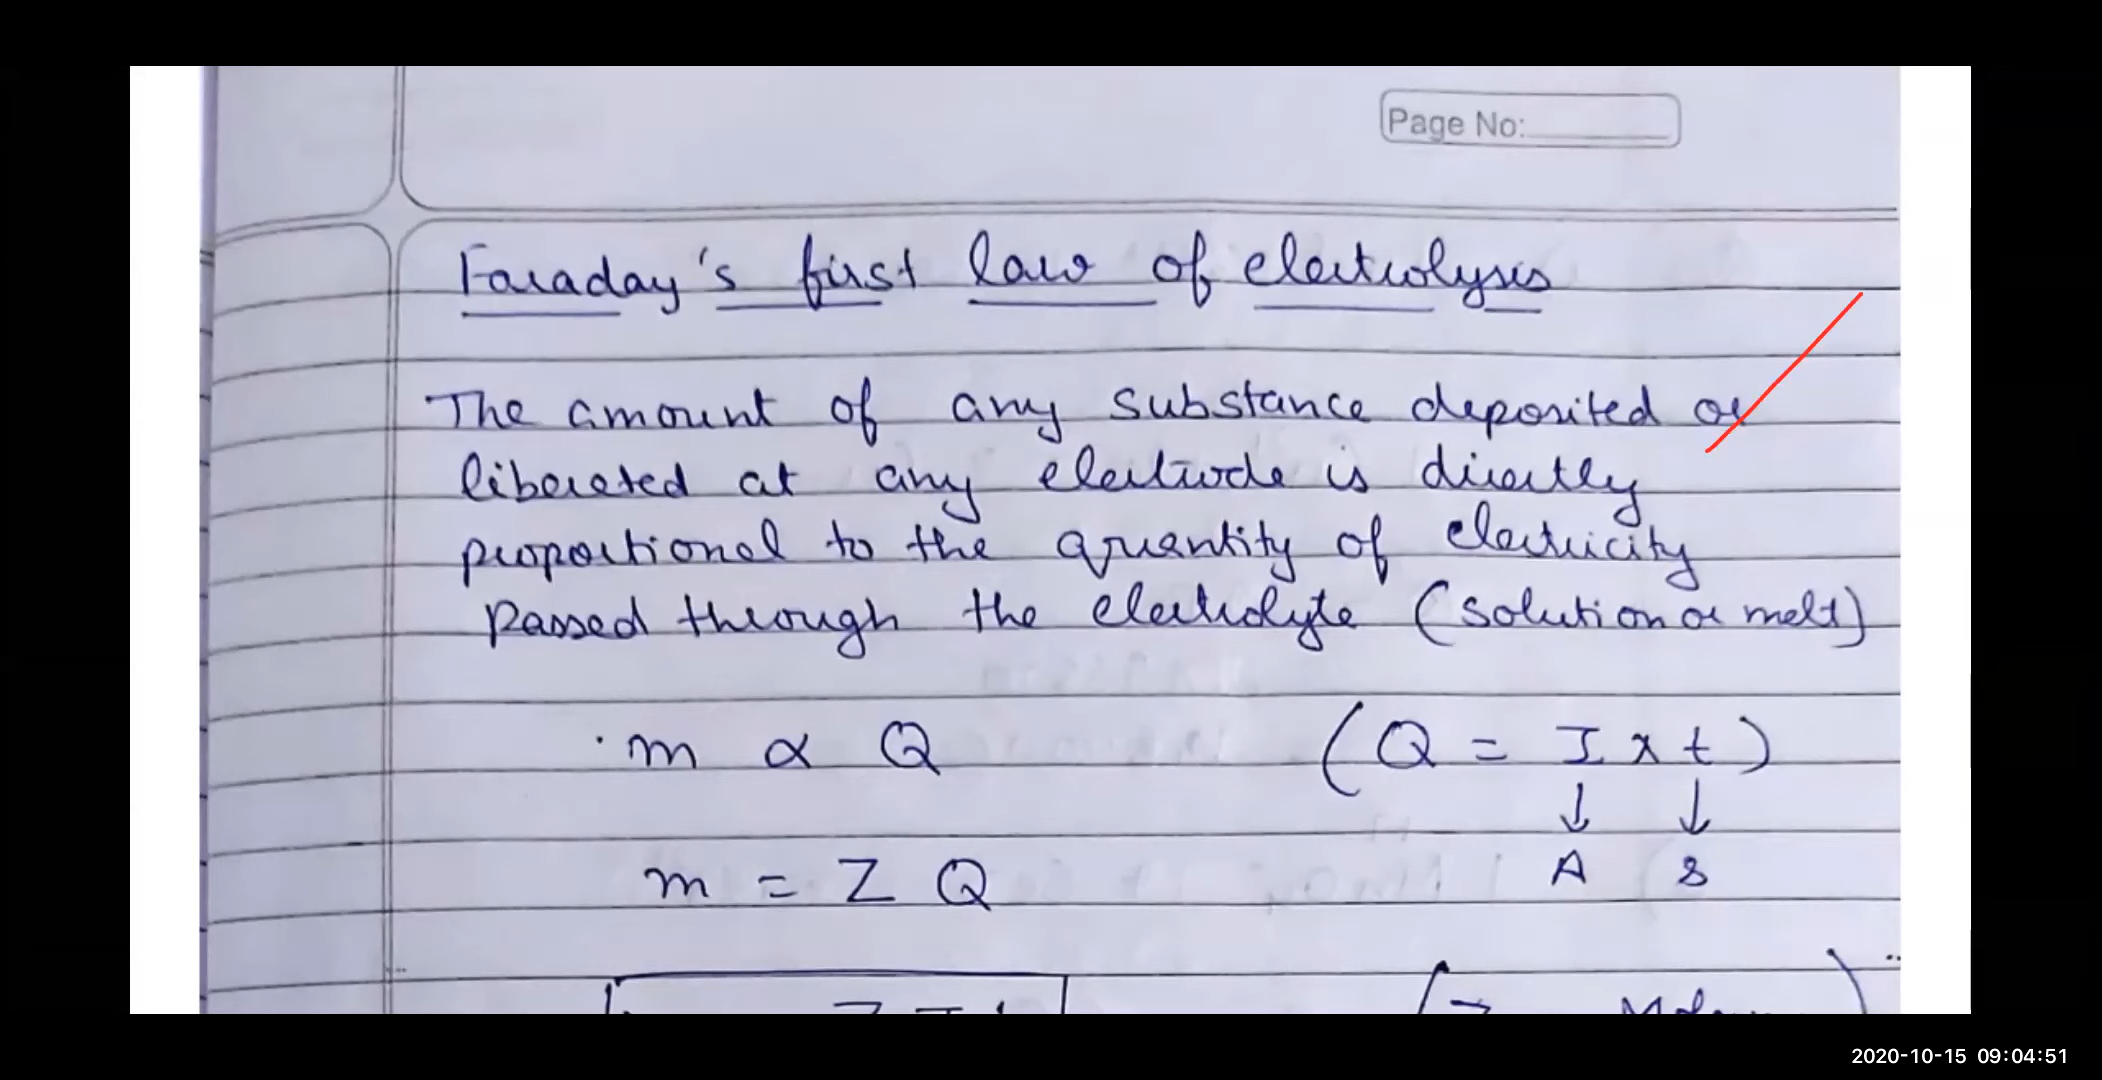 Page No:
Faraday's first law of electrolysis
The amount of any substance deposited or
liberated at any electrode is directly
proportional to the quantity of electricity
passed through the electrolyte (solution or melt)
m ∝ Q (Q = I x t)
↓ ↓
A s
m = Z Q
2020-10-15 09:04:51